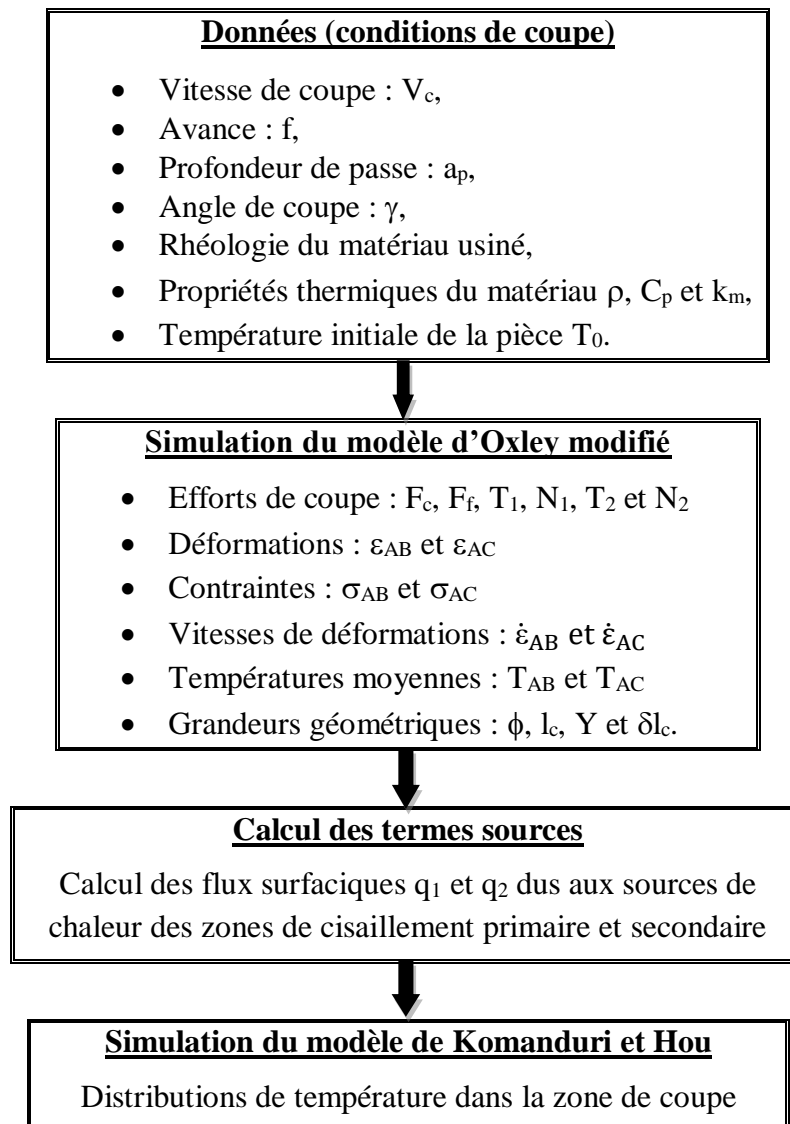 Données (conditions de coupe)
• Vitesse de coupe : Vc,
• Avance : f,
• Profondeur de passe : ap,
• Angle de coupe : γ,
• Rhéologie du matériau usiné,
• Propriétés thermiques du matériau ρ, Cp et km,
• Température initiale de la pièce T0.
Simulation du modèle d’Oxley modifié
• Efforts de coupe : Fc, Ff, T1, N1, T2 et N2
• Déformations : εAB et εAC
• Contraintes : σAB et σAC
• Vitesses de déformations : ε̇AB et ε̇AC
• Températures moyennes : TAB et TAC
• Grandeurs géométriques : ϕ, lc, Y et δlc.
Calcul des termes sources
Calcul des flux surfaciques q1 et q2 dus aux sources de
chaleur des zones de cisaillement primaire et secondaire
Simulation du modèle de Komanduri et Hou
Distributions de température dans la zone de coupe